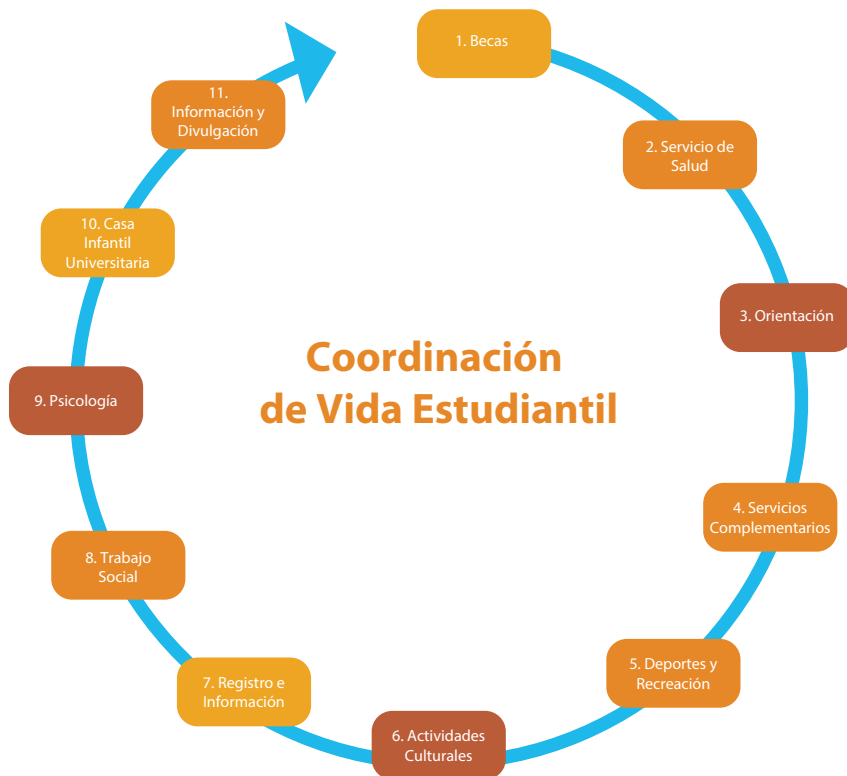 1. Becas
2. Servicio de
Salud
3. Orientación
4. Servicios
Complementarios
5. Deportes y
Recreación
6. Actividades
Culturales
7. Registro e
Información
8. Trabajo
Social
9. Psicología
10. Casa
Infantil
Universitaria
11.
Información y
Divulgación
Coordinación
de Vida Estudiantil